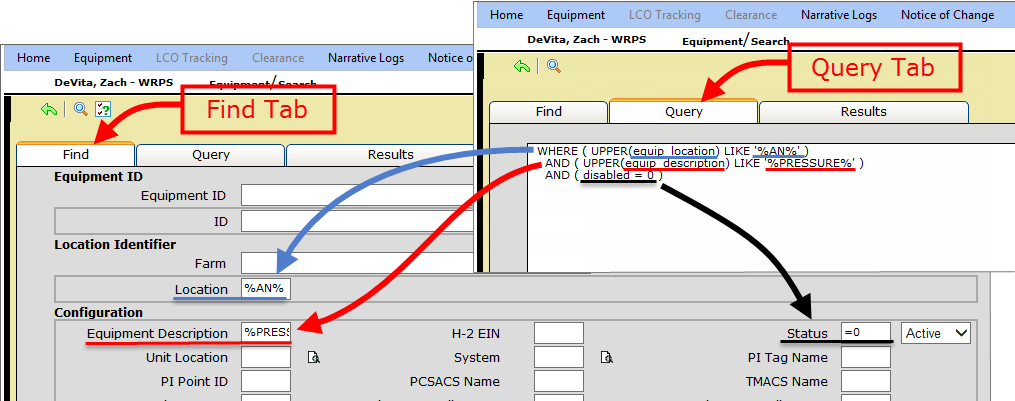 Home Equipment LCO Tracking Clearance Narrative Logs Notice of Change
DeVita, Zach - WRPS Equipment/Search
Query Tab
Find Query Results
WHERE ( UPPER(equip_location) LIKE '%AN%' )
AND ( UPPER(equip_description) LIKE '%PRESSURE%' )
AND ( disabled = 0 )
Home Equipment LCO Tracking Clearance Narrative Logs Notice o
DeVita, Zach - WRPS Equipment/Search
Find Tab
Find Query Results
Equipment ID
Equipment ID
ID
Location Identifier
Farm
Location %AN%
Configuration
Equipment Description %PRESS H-2 EIN Status =0 Active
Unit Location System PI Tag Name
PI Point ID PCSACS Name TMACS Name